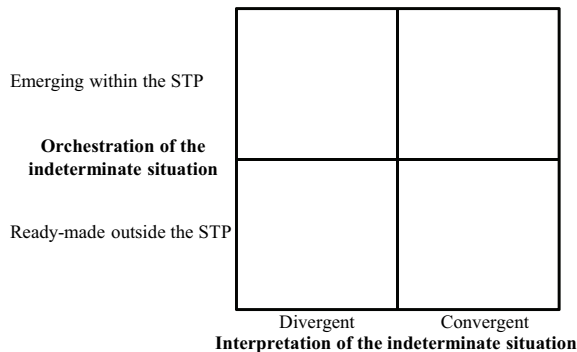 Emerging within the STP
Orchestration of the
indeterminate situation
Ready-made outside the STP
Divergent
Convergent
Interpretation of the indeterminate situation